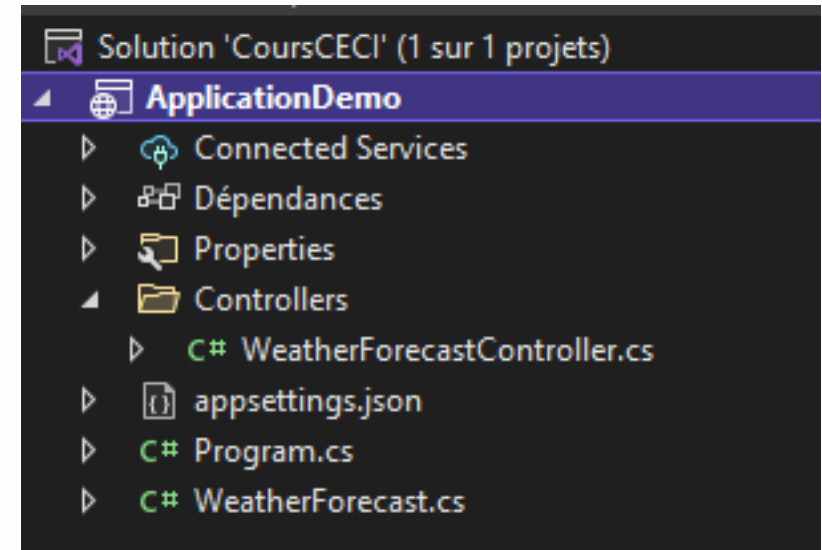 Solution 'CoursCECI' (1 sur 1 projets)
ApplicationDemo
Connected Services
Dépendances
Properties
Controllers
C# WeatherForecastController.cs
appsettings.json
C# Program.cs
C# WeatherForecast.cs